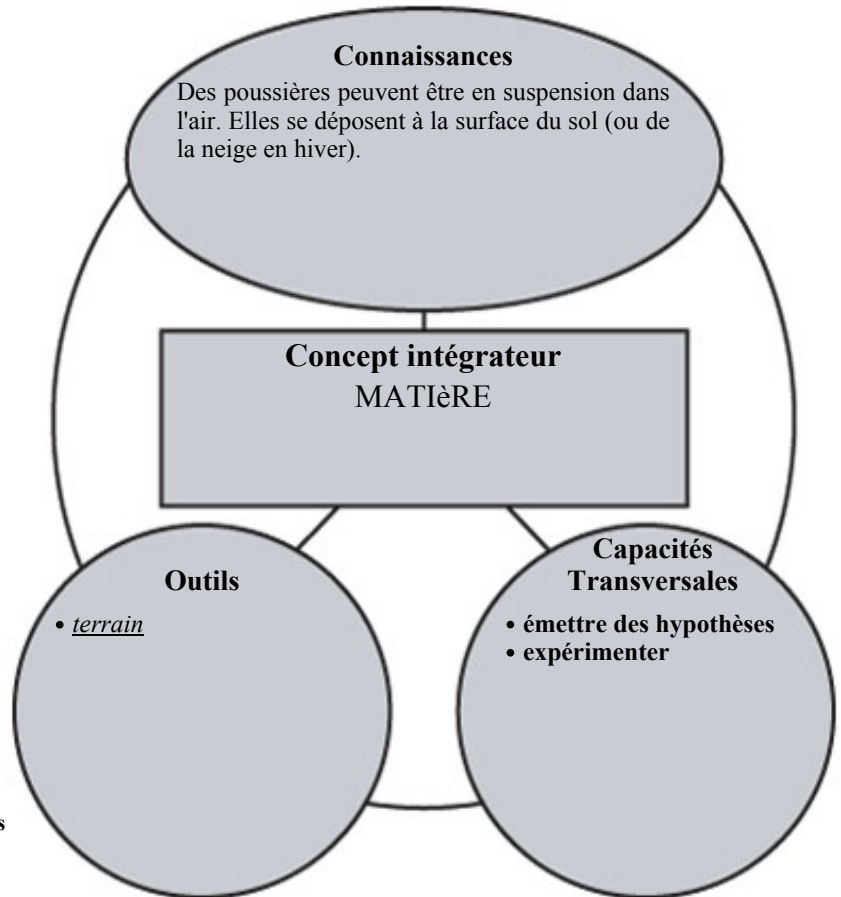 Connaissances
Des poussières peuvent être en suspension dans
l'air. Elles se déposent à la surface du sol (ou de
la neige en hiver).
Concept intégrateur
MATIèRE
Outils
• terrain
Capacités
Transversales
• émettre des hypothèses
• expérimenter
s